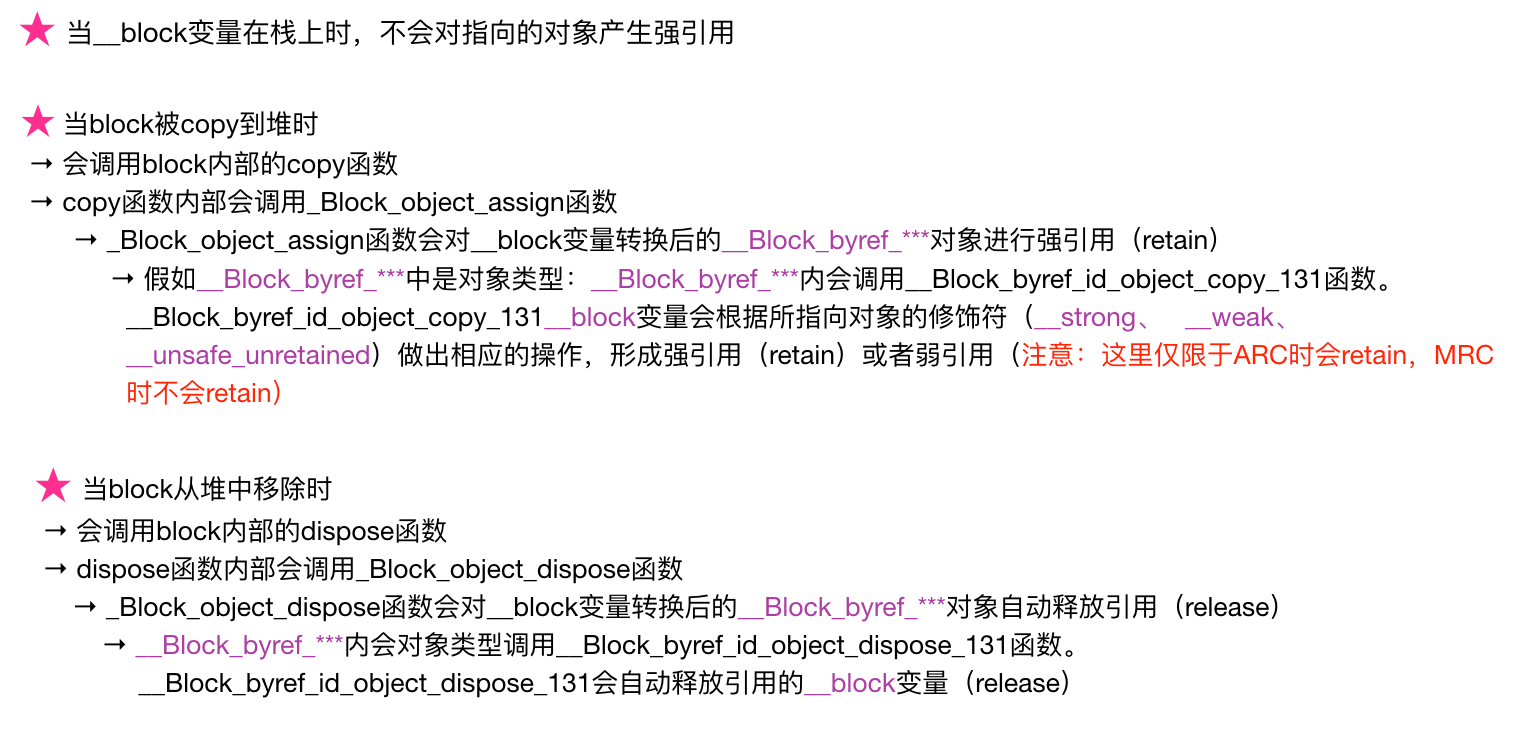 ★ 当__block变量在栈上时，不会对指向的对象产生强引用
★ 当block被copy到堆时
→ 会调用block内部的copy函数
→ copy函数内部会调用_Block_object_assign函数
→ _Block_object_assign函数会对__block变量转换后的__Block_byref_***对象进行强引用（retain）
→ 假如__Block_byref_***中是对象类型：__Block_byref_***内会调用__Block_byref_id_object_copy_131函数。
__Block_byref_id_object_copy_131__block变量会根据所指向对象的修饰符（__strong、 __weak、
__unsafe_unretained）做出相应的操作，形成强引用（retain）或者弱引用（注意：这里仅限于ARC时会retain，MRC
时不会retain）
★ 当block从堆中移除时
→ 会调用block内部的dispose函数
→ dispose函数内部会调用_Block_object_dispose函数
→ _Block_object_dispose函数会对__block变量转换后的__Block_byref_***对象自动释放引用（release）
→ __Block_byref_***内会对象类型调用__Block_byref_id_object_dispose_131函数。
__Block_byref_id_object_dispose_131会自动释放引用的__block变量（release）